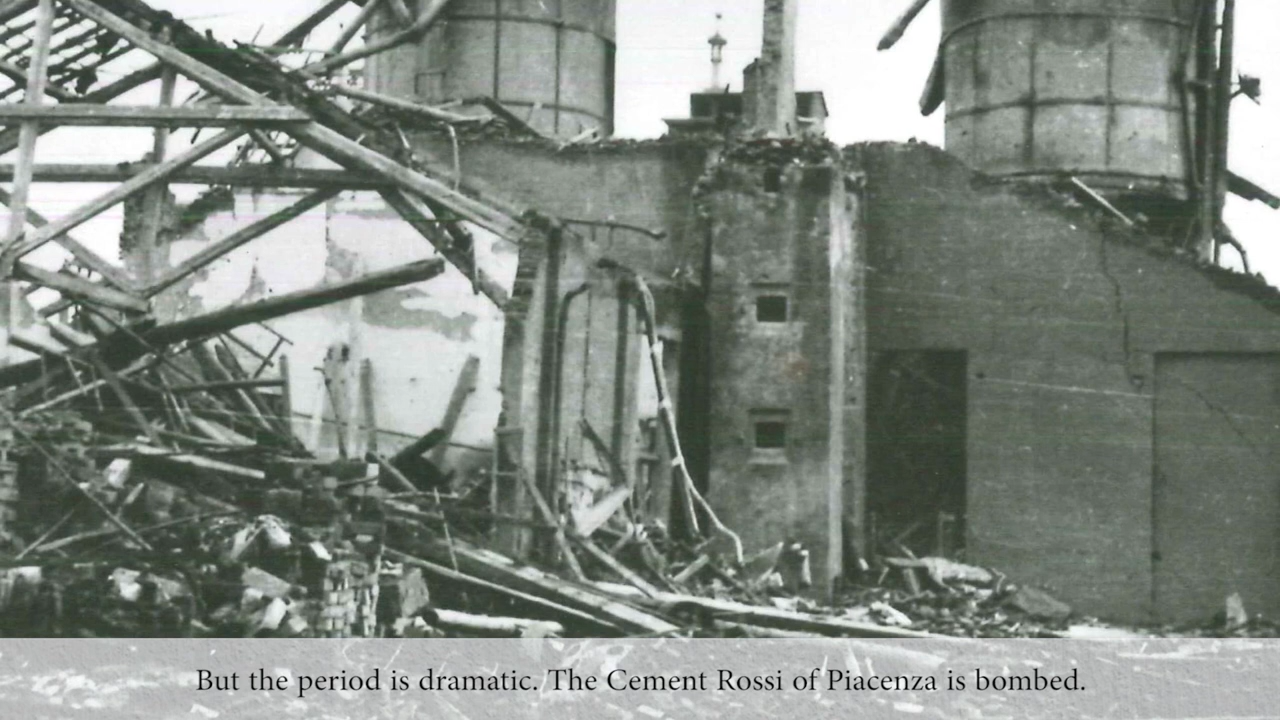 But the period is dramatic. The Cement Rossi of Piacenza is bombed.